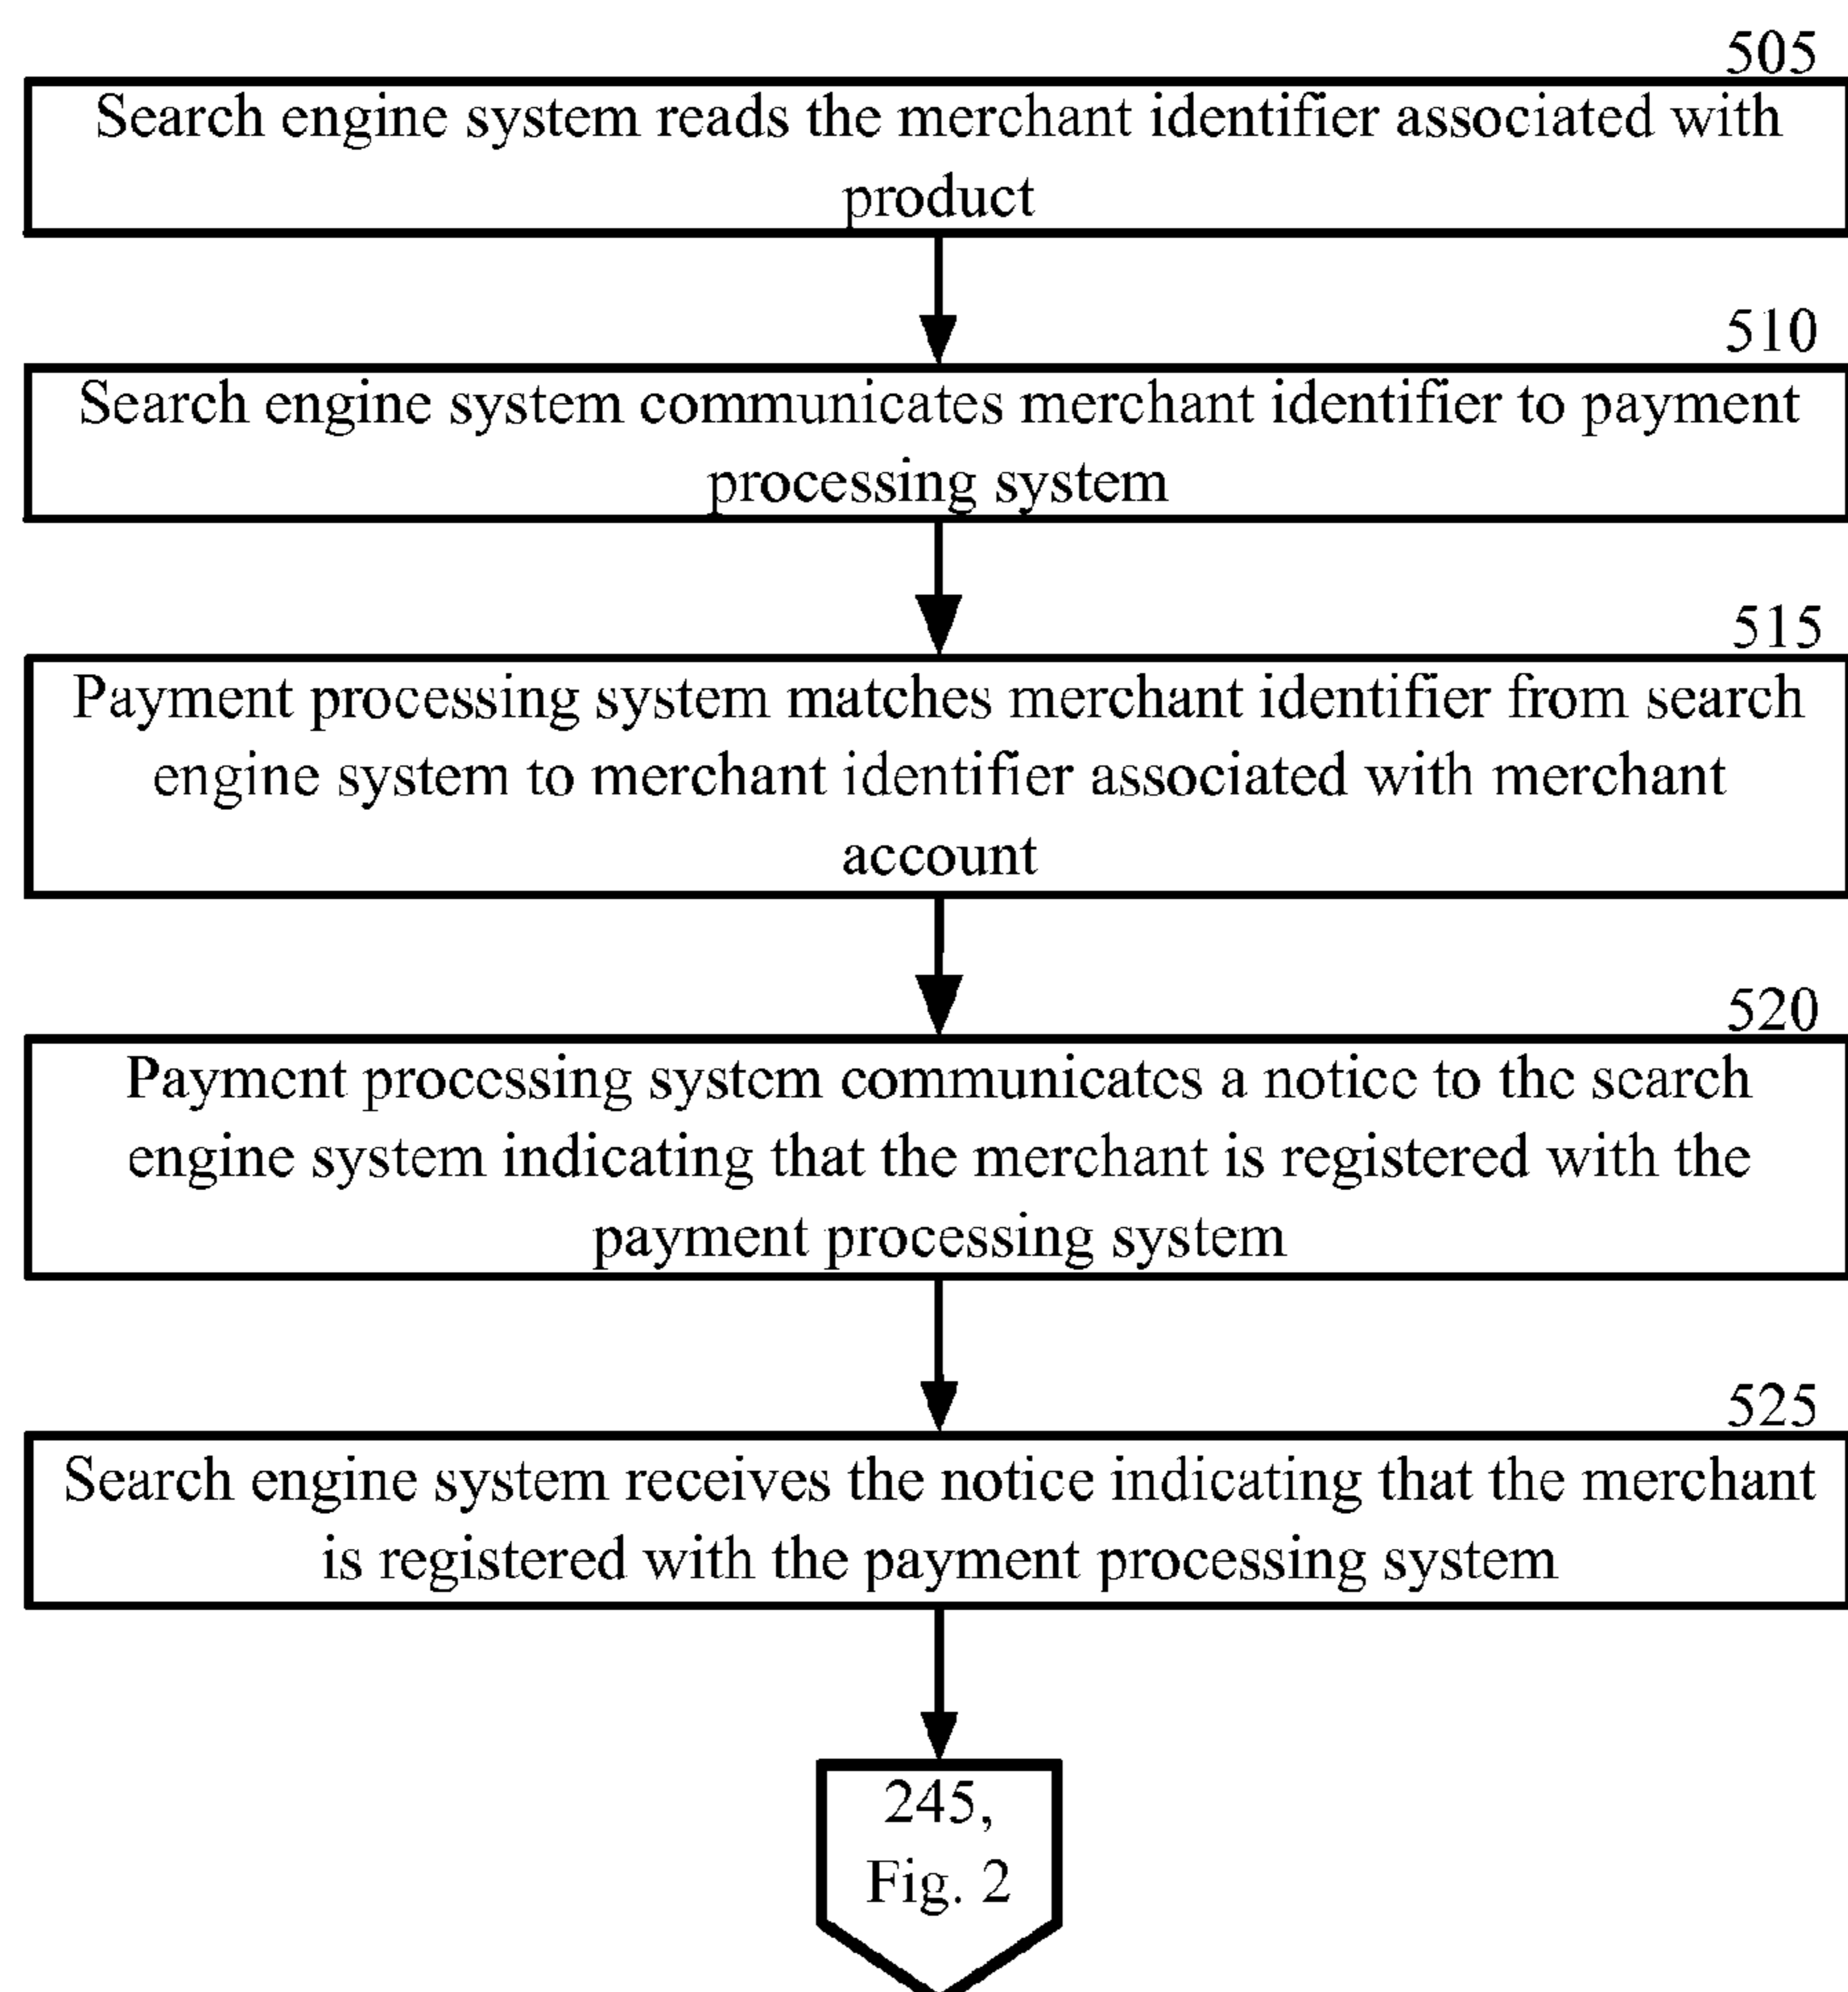 505
Search engine system reads the merchant identifier associated with
product
510
Search engine system communicates merchant identifier to payment
processing system
515
Payment processing system matches merchant identifier from search
engine system to merchant identifier associated with merchant
account
520
Payment processing system communicates a notice to the search
engine system indicating that the merchant is registered with the
payment processing system
525
Search engine system receives the notice indicating that the merchant
is registered with the payment processing system
245,
Fig. 2